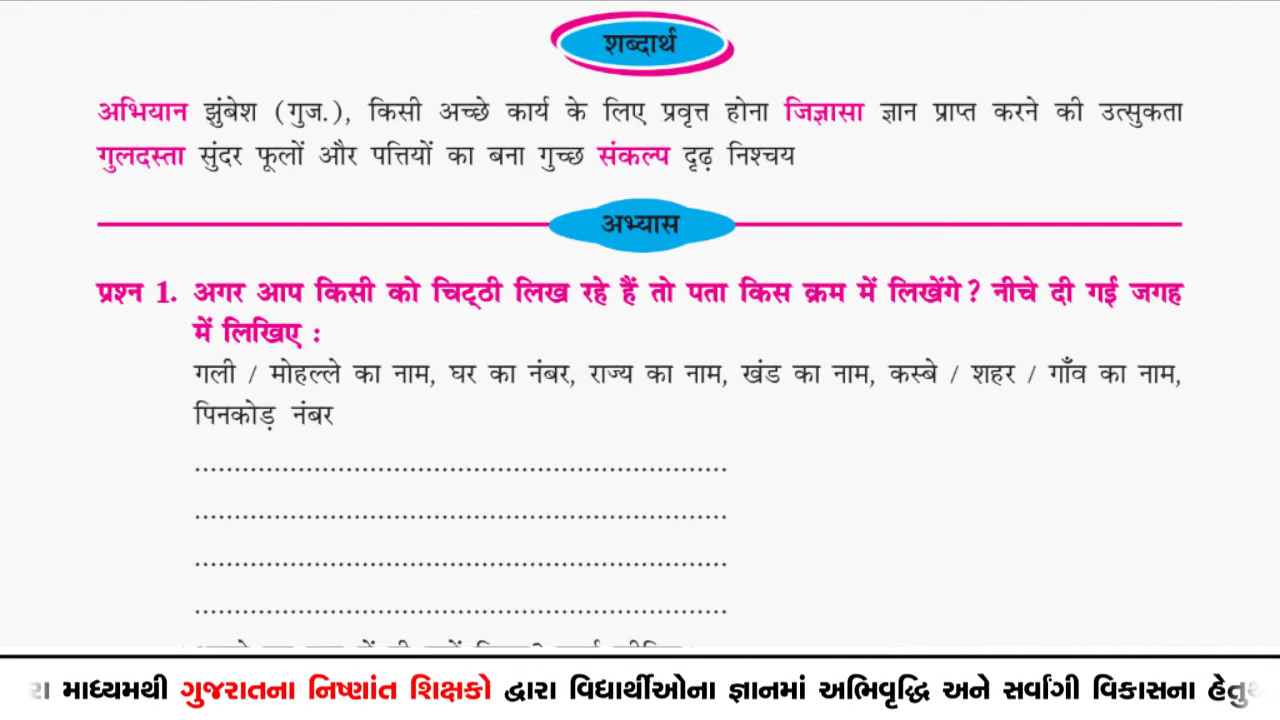 शब्दार्थ
अभियान झुंबेश (गुज.), किसी अच्छे कार्य के लिए प्रवृत्त होना जिज्ञासा ज्ञान प्राप्त करने की उत्सुकता
गुलदस्ता सुंदर फूलों और पत्तियों का बना गुच्छ संकल्प दृढ़ निश्चय
अभ्यास
प्रश्न 1. अगर आप किसी को चिट्ठी लिख रहे हैं तो पता किस क्रम में लिखेंगे? नीचे दी गई जगह
में लिखिए :
गली / मोहल्ले का नाम, घर का नंबर, राज्य का नाम, खंड का नाम, कस्बे / शहर / गाँव का नाम,
पिनकोड़ नंबर
......................................................................
......................................................................
......................................................................
......................................................................
માધ્યમથી ગુજરાતના નિષ્ણાંત શિક્ષકો દ્વારા વિદ્યાર્થીઓના જ્ઞાનમાં અભિવૃદ્ધિ અને સર્વાંગી વિકાસના